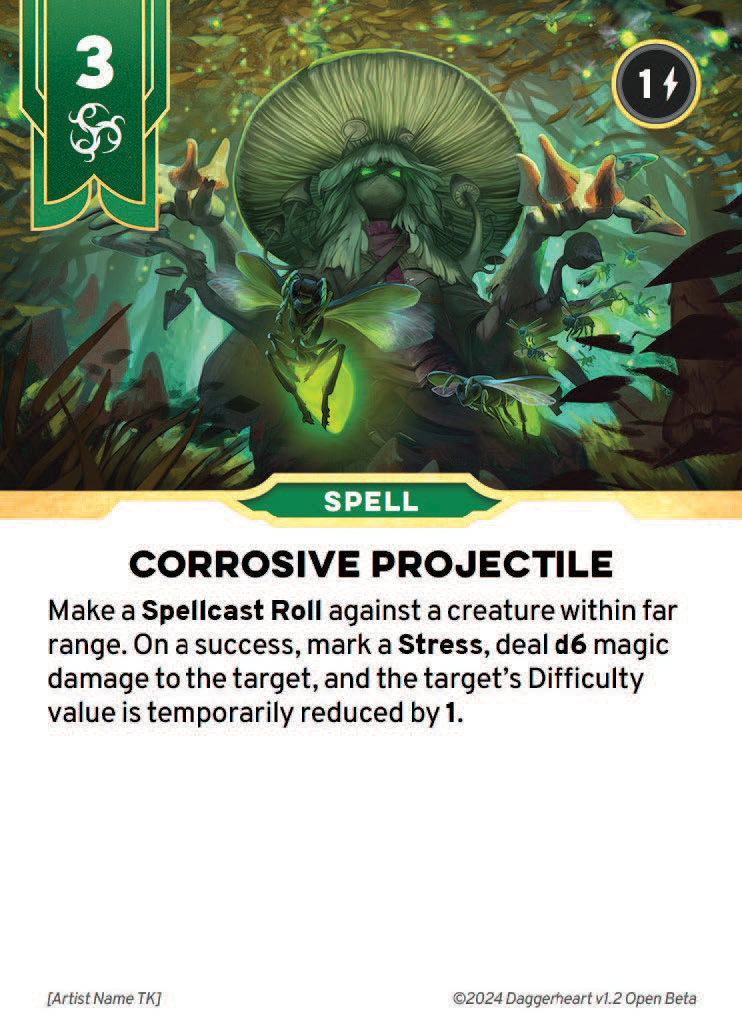 3
1
SPELL
CORROSIVE PROJECTILE
Make a Spellcast Roll against a creature within far
range. On a success, mark a Stress, deal d6 magic
damage to the target, and the target’s Difficulty
value is temporarily reduced by 1.
[Artist Name TK]
©2024 Daggerheart v1.2 Open Beta